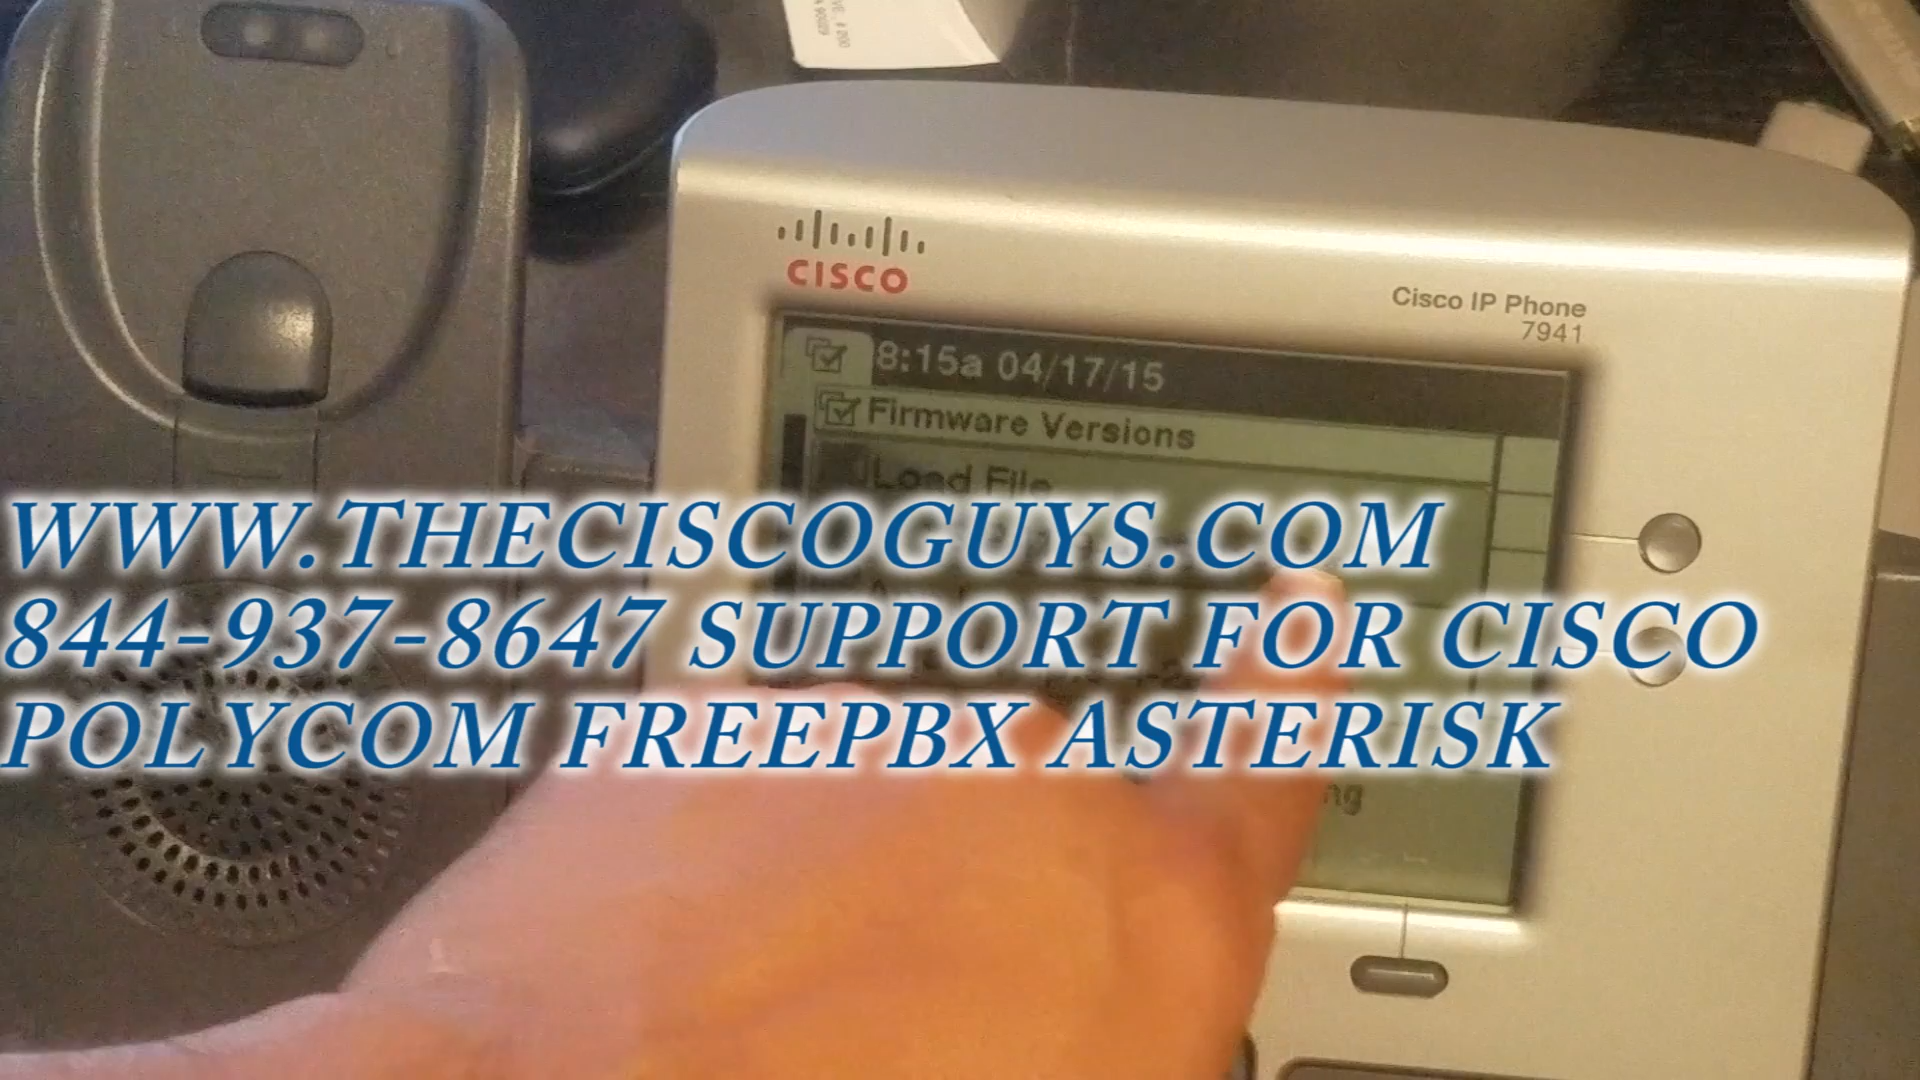 CISCO
Cisco IP Phone
7941
8:15a 04/17/15
Firmware Versions
Load File
WWW.THECISCOGUYS.COM
844-937-8647 SUPPORT FOR CISCO
POLYCOM FREEPBX ASTERISK